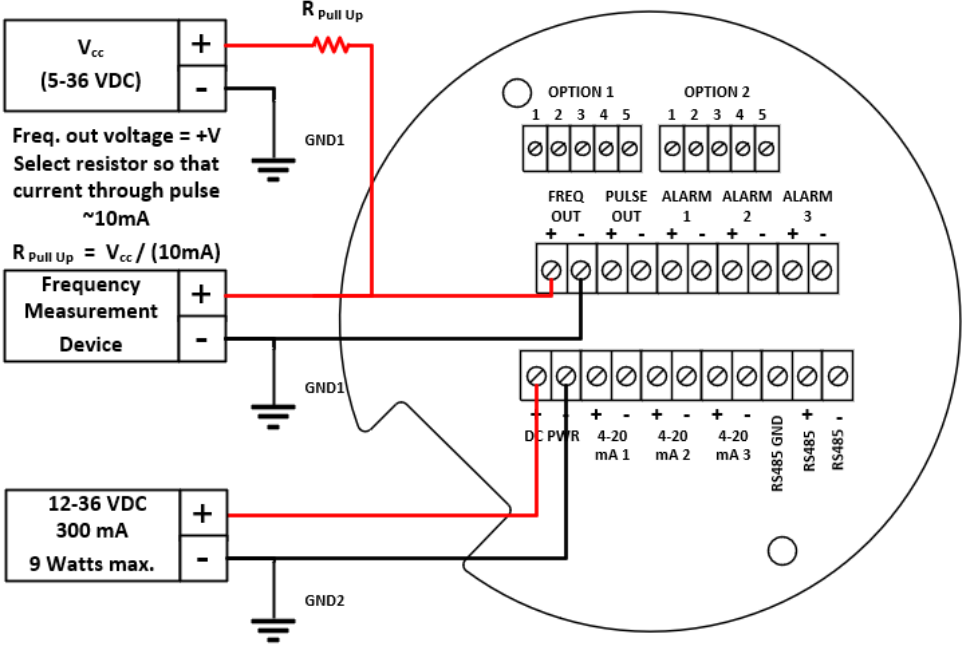 R Pull Up
Vcc
(5-36 VDC)
+
-
GND1
Freq. out voltage = +V
Select resistor so that
current through pulse
~10mA
R Pull Up = Vcc / (10mA)
Frequency
Measurement
Device
+
-
GND1
12-36 VDC
300 mA
9 Watts max.
+
-
GND2
OPTION 1 OPTION 2
1 2 3 4 5 1 2 3 4 5
FREQ PULSE ALARM ALARM ALARM
OUT OUT 1 2 3
+ - + - + - + - + -
+ - + - + - + - + -
DC PWR 4-20 4-20 4-20
mA 1 mA 2 mA 3
RS485 GND
RS485
RS485